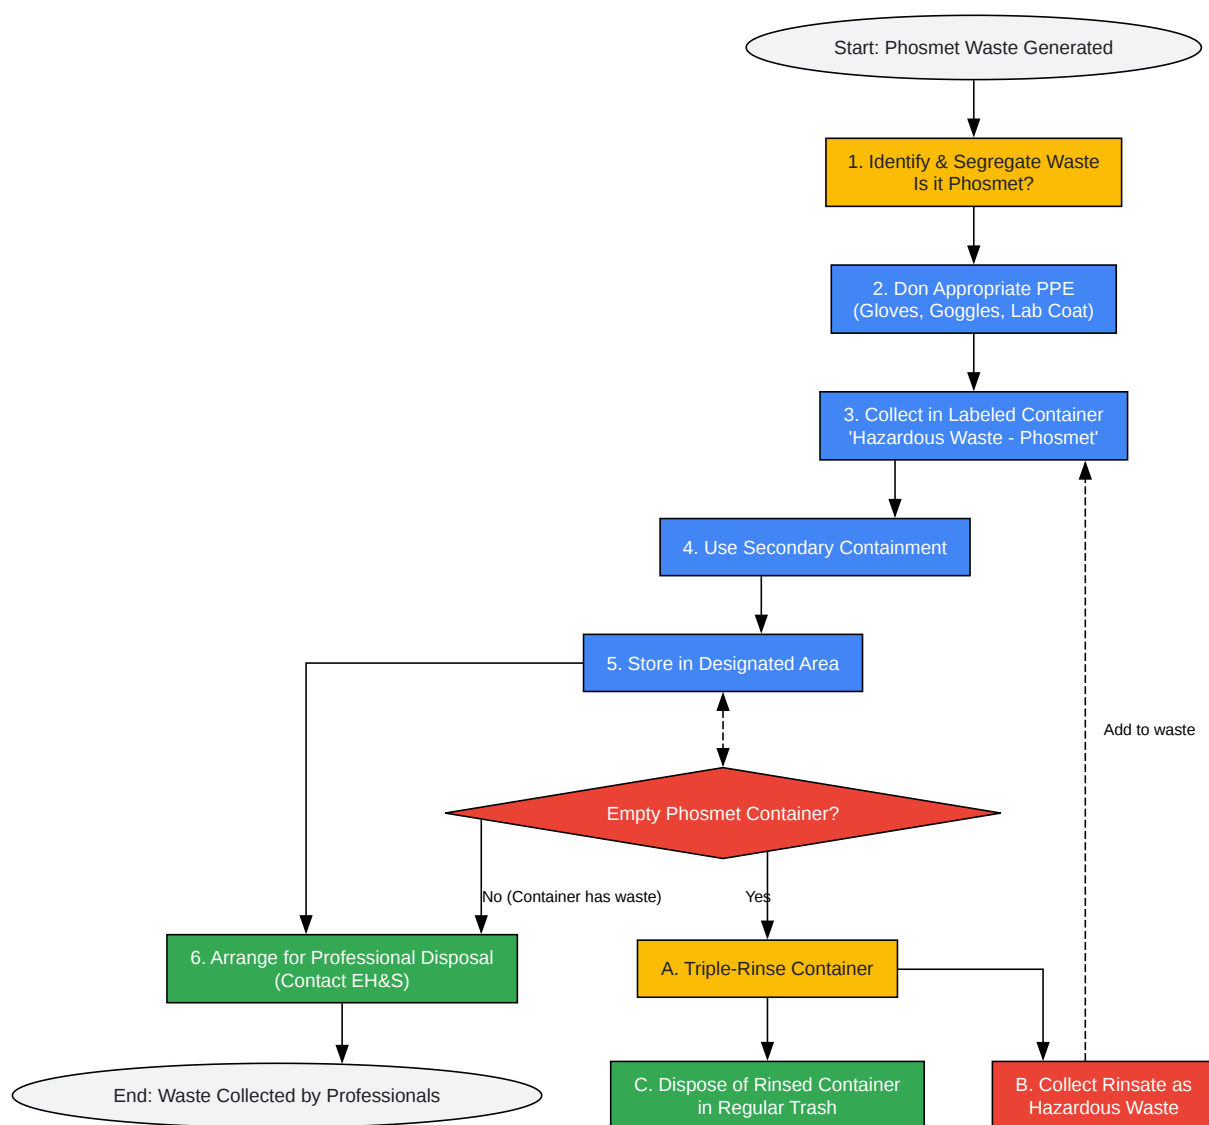 Start: Phosmet Waste Generated
1. Identify & Segregate Waste
Is it Phosmet?
2. Don Appropriate PPE
(Gloves, Goggles, Lab Coat)
3. Collect in Labeled Container
'Hazardous Waste - Phosmet'
4. Use Secondary Containment
5. Store in Designated Area
Add to waste
Empty Phosmet Container?
No (Container has waste)
Yes
6. Arrange for Professional Disposal
(Contact EH&S)
A. Triple-Rinse Container
End: Waste Collected by Professionals
C. Dispose of Rinsed Container
in Regular Trash
B. Collect Rinsate as
Hazardous Waste